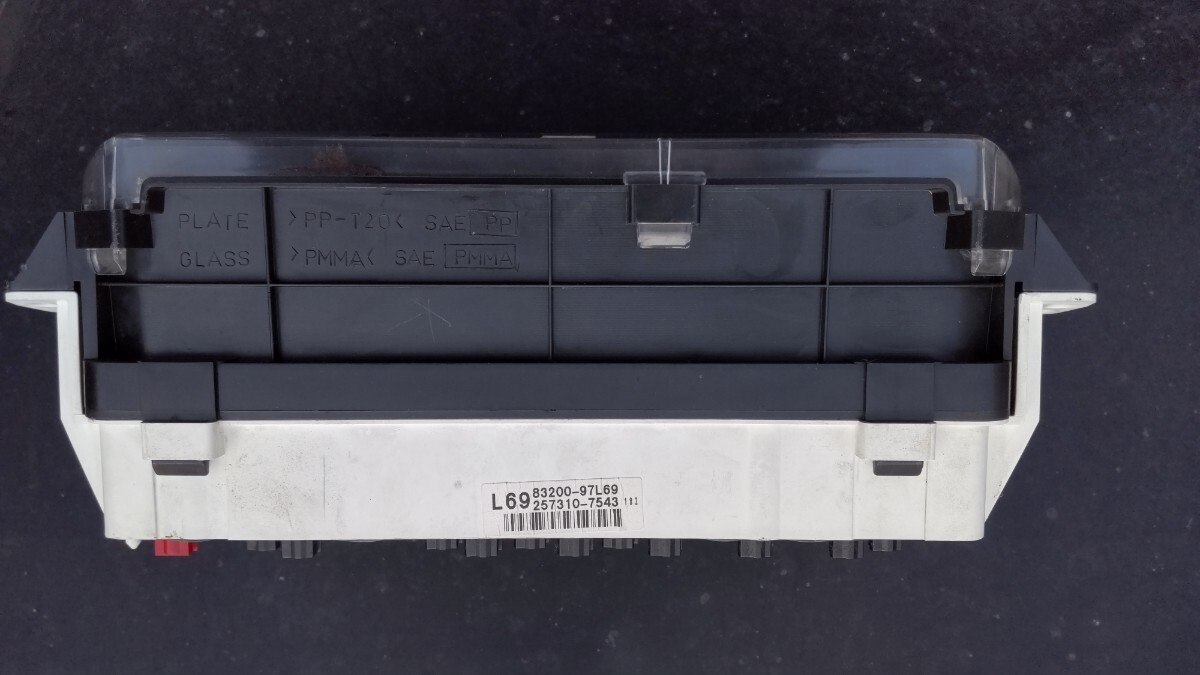 PLATE >PP-T20< SAE PP
GLASS >PMMA< SAE PMMA
L69 83200-97L69
257310-7543